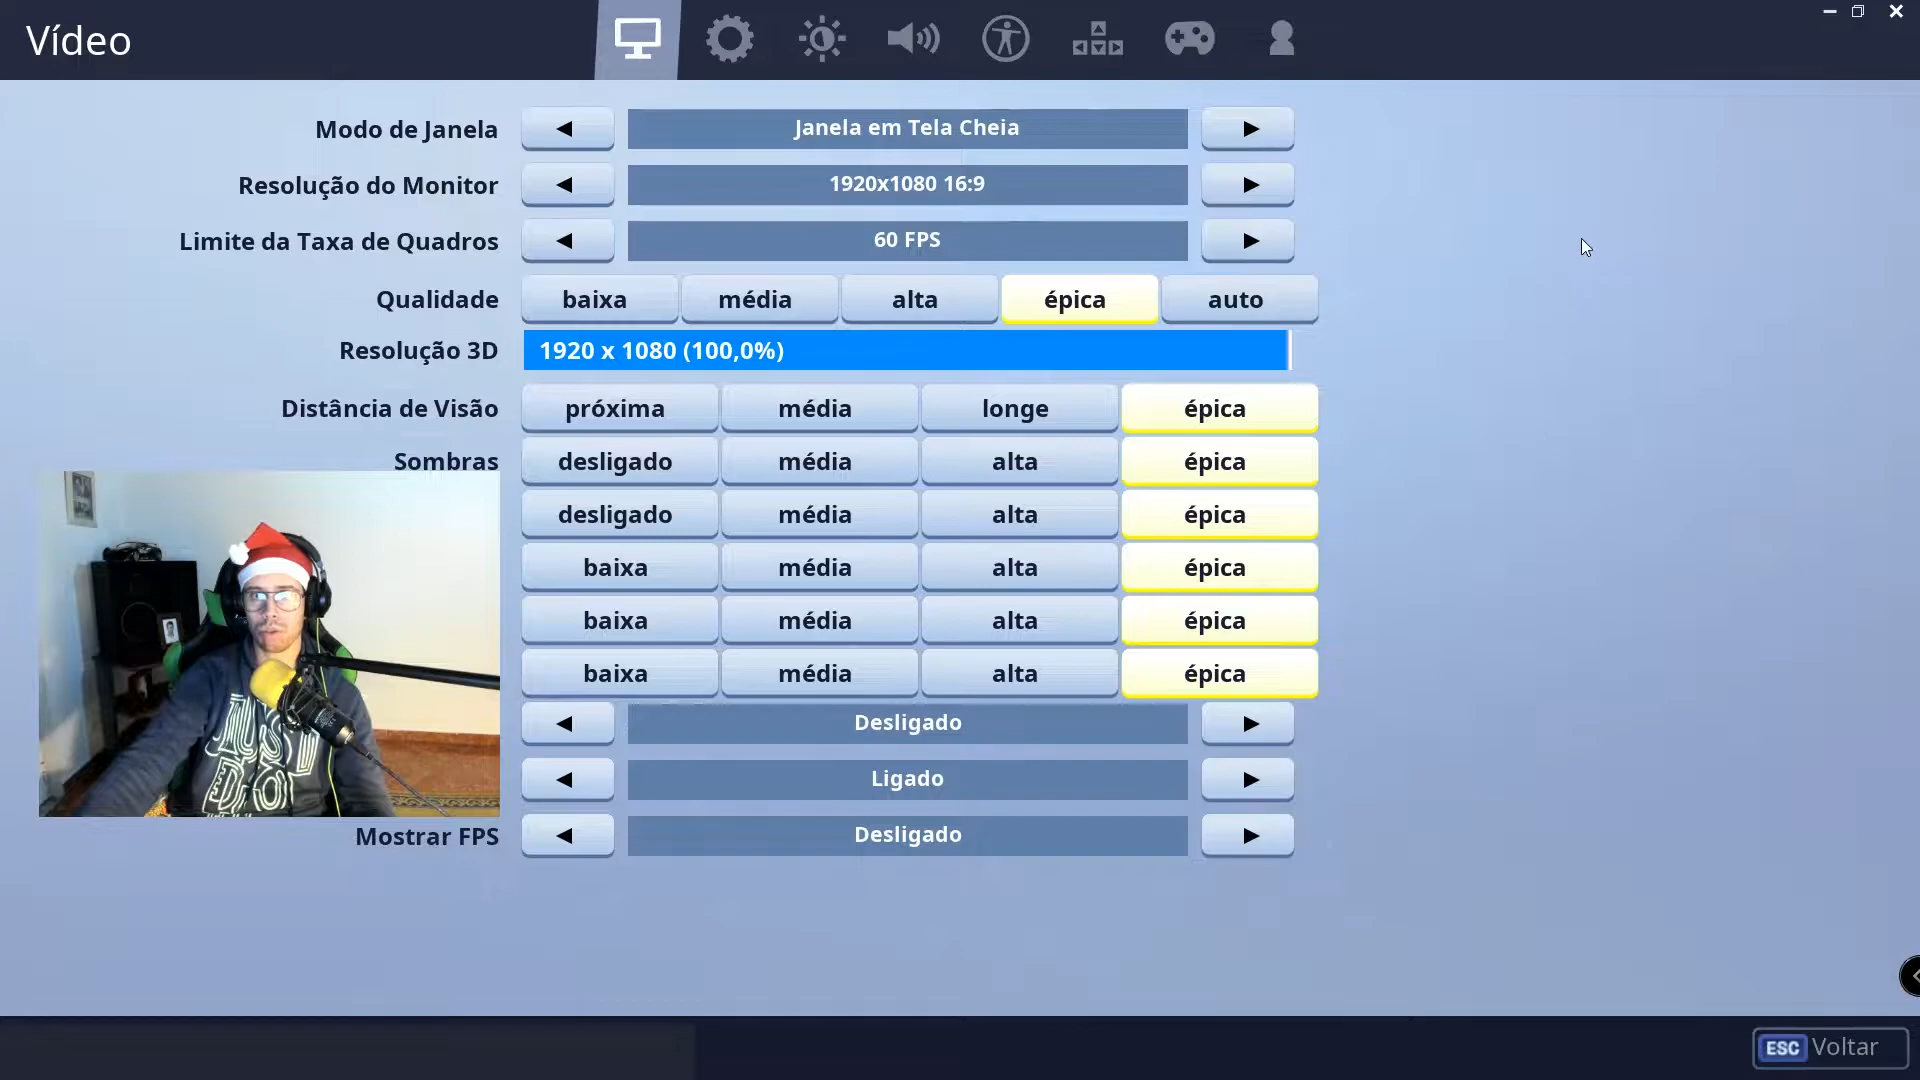 Vídeo
Modo de Janela Janela em Tela Cheia
Resolução do Monitor 1920x1080 16:9
Limite da Taxa de Quadros 60 FPS
Qualidade baixa média alta épica auto
Resolução 3D 1920 x 1080 (100,0%)
Distância de Visão próxima média longe épica
Sombras desligado média alta épica
desligado média alta épica
baixa média alta épica
baixa média alta épica
baixa média alta épica
Desligado
Ligado
Mostrar FPS Desligado
JUST
ESC Voltar